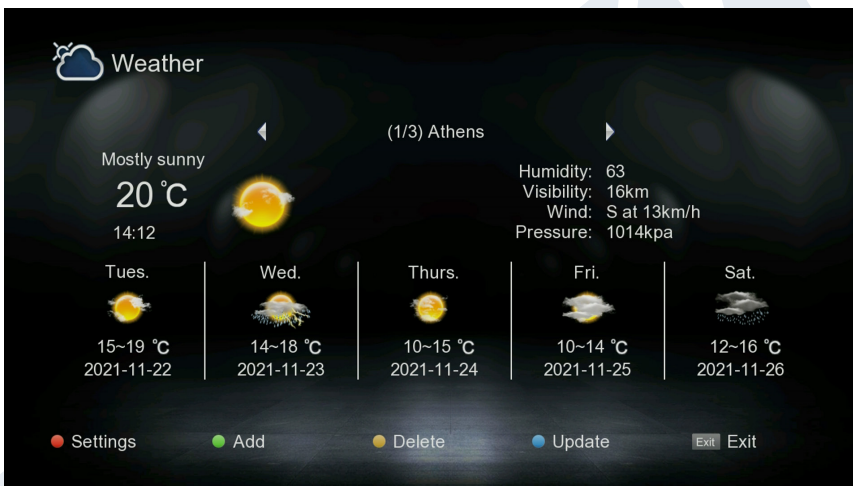 Weather
(1/3) Athens
Mostly sunny
20 °C
14:12
Humidity: 63
Visibility: 16km
Wind: S at 13km/h
Pressure: 1014kpa
Tues. Wed. Thurs. Fri. Sat.
15~19 °C 14~18 °C 10~15 °C 10~14 °C 12~16 °C
2021-11-22 2021-11-23 2021-11-24 2021-11-25 2021-11-26
Settings Add Delete Update Exit Exit